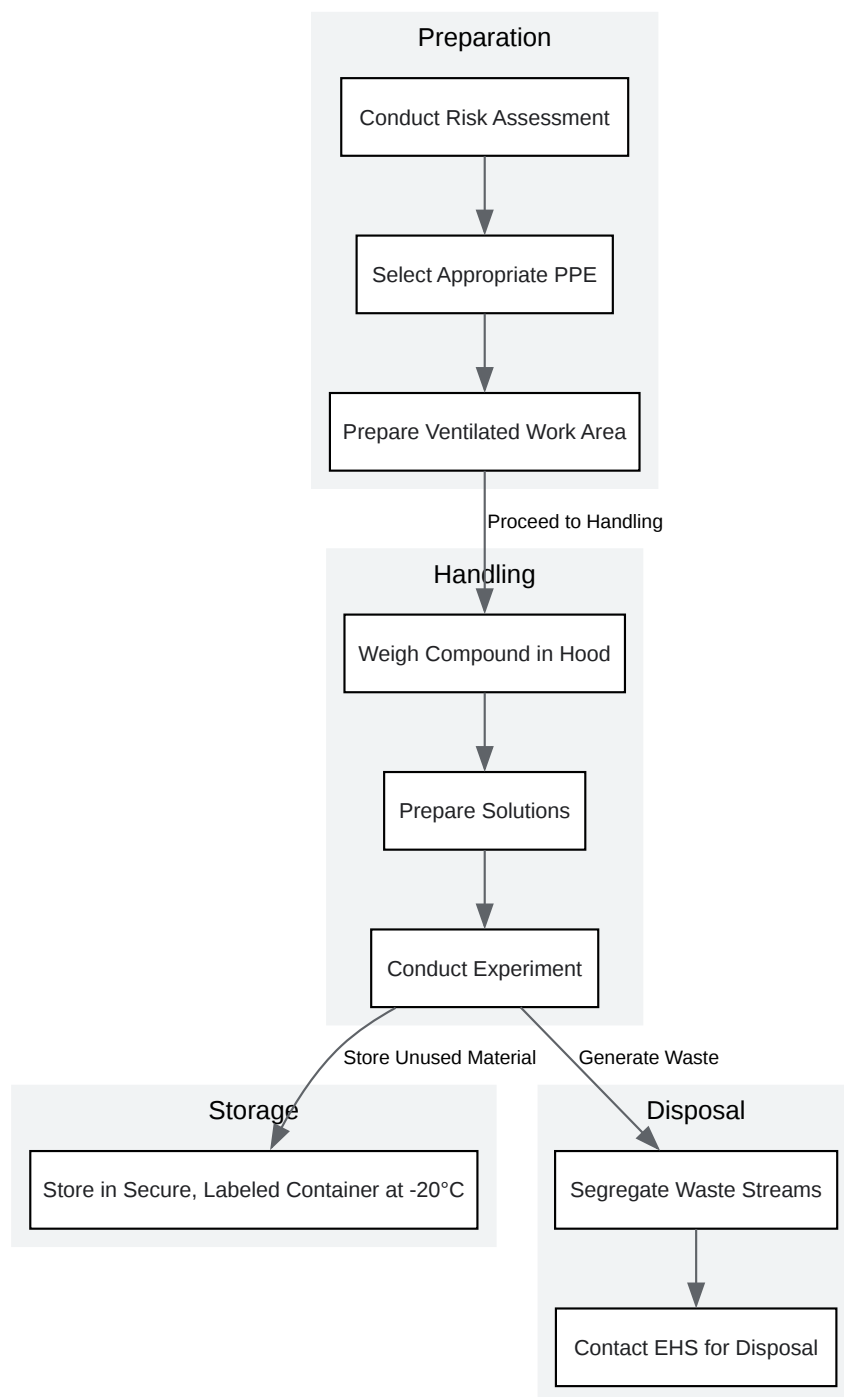 Preparation
Conduct Risk Assessment
Select Appropriate PPE
Prepare Ventilated Work Area
Proceed to Handling
Handling
Weigh Compound in Hood
Prepare Solutions
Conduct Experiment
Store Unused Material
Generate Waste
Storage
Store in Secure, Labeled Container at -20°C
Disposal
Segregate Waste Streams
Contact EHS for Disposal